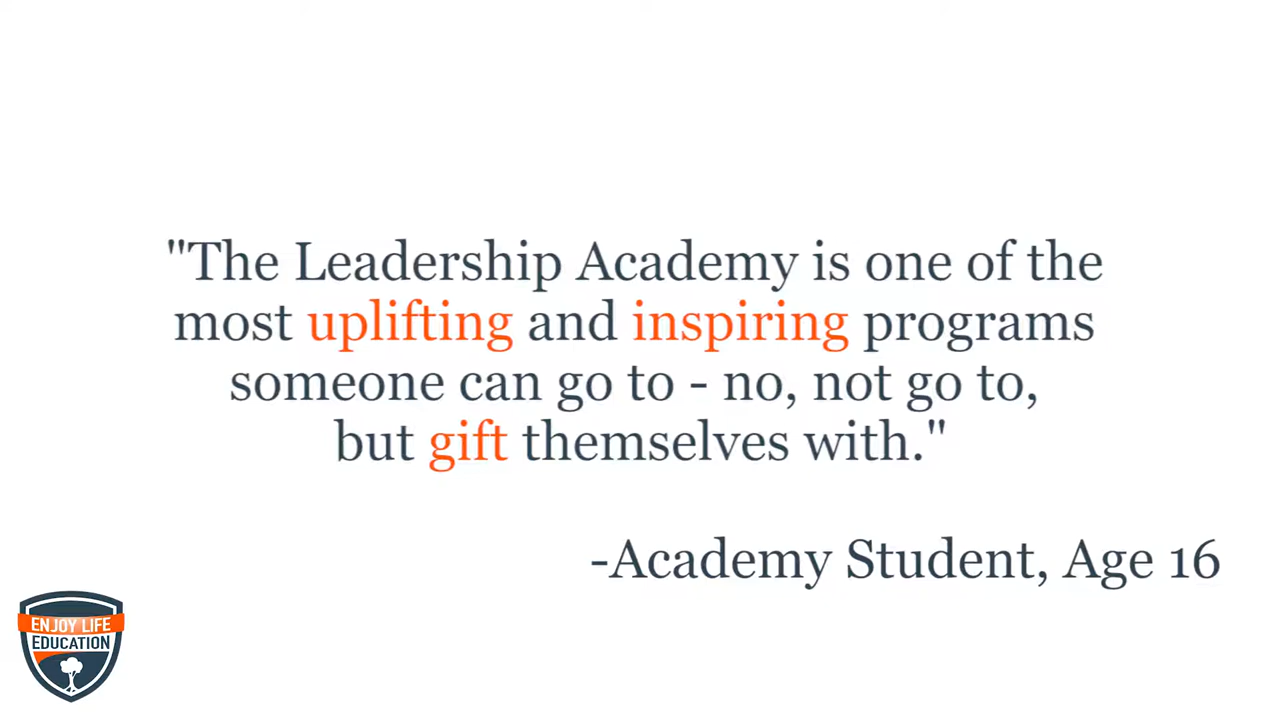 "The Leadership Academy is one of the
most uplifting and inspiring programs
someone can go to - no, not go to,
but gift themselves with."
-Academy Student, Age 16
ENJOY LIFE
EDUCATION